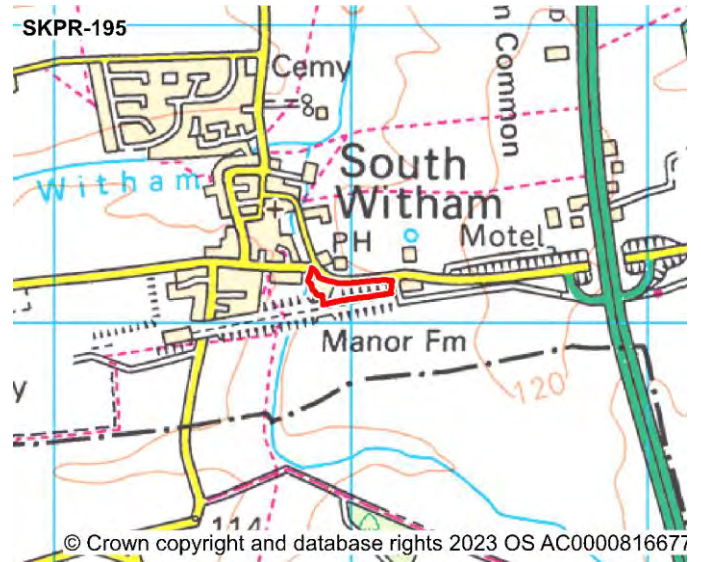 SKPR-195
Cemy
n Common
South
Witham
Witham
PH
Motel
Manor Fm
y
120
114
© Crown copyright and database rights 2023 OS AC0000816677